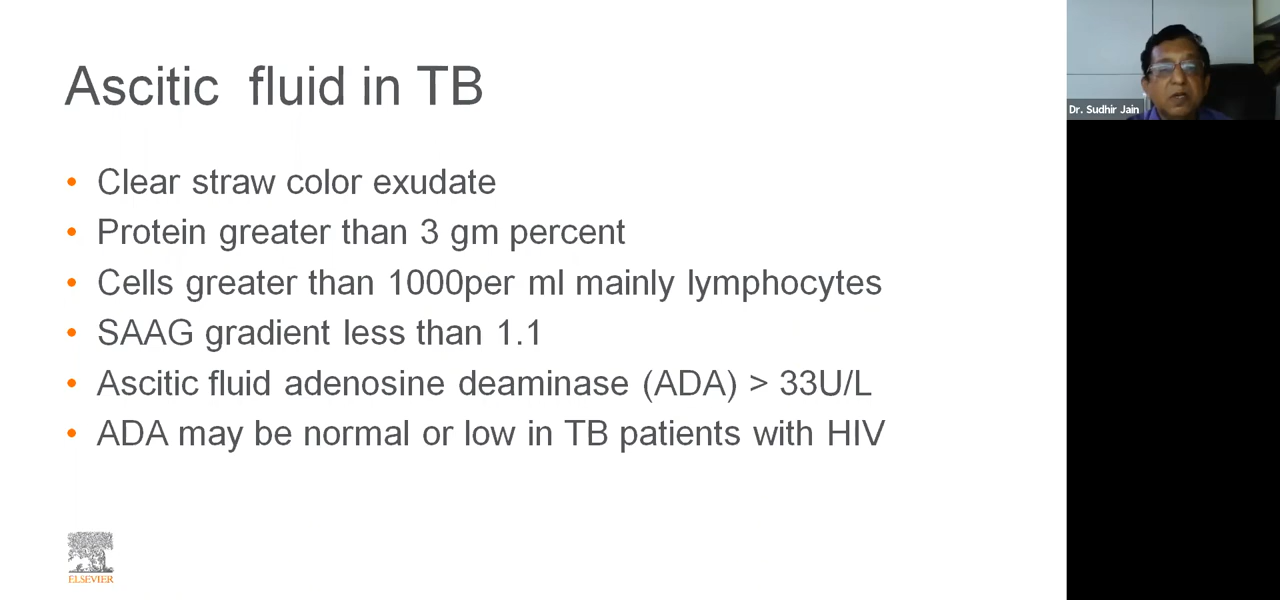 Ascitic fluid in TB
Dr. Sudhir Jain
• Clear straw color exudate
• Protein greater than 3 gm percent
• Cells greater than 1000per ml mainly lymphocytes
• SAAG gradient less than 1.1
• Ascitic fluid adenosine deaminase (ADA) > 33U/L
• ADA may be normal or low in TB patients with HIV
ELSEVIER